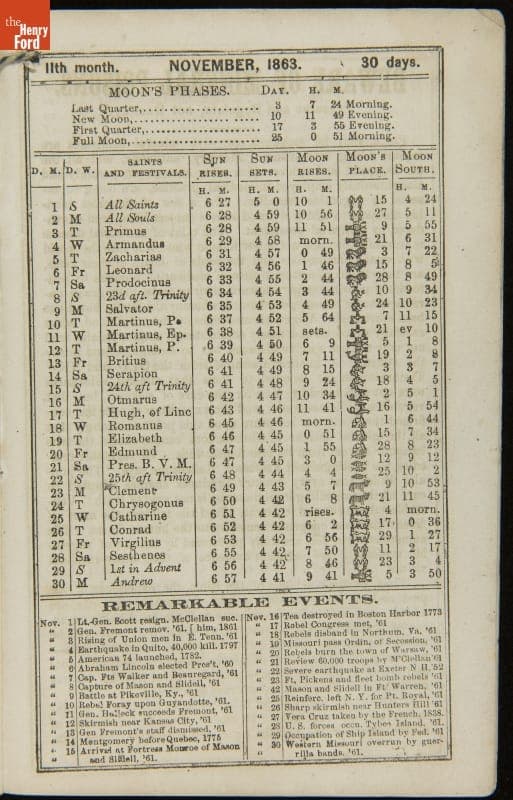 the
Henry
Ford
11th month. NOVEMBER, 1863. 30 days.
MOON'S PHASES. DAY. H. M.
Last Quarter, 3 7 24 Morning.
New Moon, 10 11 49 Evening.
First Quarter, 17 3 55 Evening.
Full Moon, 25 0 51 Morning.
D. M. D. W. SAINTS AND FESTIVALS. SUN RISES. SUN SETS. MOON RISES. MOON'S PLACE. MOON SOUTH.
H. M. H. M. H. M. H. M.
1 S All Saints 6 27 5 0 10 1 15 4 24
2 M All Souls 6 28 4 59 10 56 27 5 11
3 T Primus 6 28 4 59 11 51 9 5 55
4 W Armandus 6 29 4 58 morn. 21 6 31
5 T Zacharias 6 31 4 57 0 49 3 7 22
6 Fr Leonard 6 32 4 56 1 46 15 8 5
7 Sa Prodocinus 6 33 4 55 2 44 28 8 49
8 S 23d aft. Trinity 6 34 4 54 3 44 10 9 34
9 M Salvator 6 35 4 53 4 49 24 10 23
10 T Martinus, P. 6 37 4 52 5 64 7 11 15
11 W Martinus, Ep. 6 38 4 51 sets. 21 ev 10
12 T Martinus, P. 6 39 4 50 6 9 5 1 8
13 Fr Britius 6 40 4 49 7 11 19 2 8
14 Sa Serapion 6 41 4 49 8 15 3 3 7
15 S 24th aft Trinity 6 41 4 48 9 24 18 4 5
16 M Otmarus 6 42 4 47 10 34 2 5 1
17 T Hugh, of Linc 6 43 4 46 11 41 16 5 54
18 W Romanus 6 45 4 46 morn. 1 6 44
19 T Elizabeth 6 46 4 45 0 51 15 7 34
20 Fr Edmund 6 47 4 45 1 55 28 8 23
21 Sa Pres. B. V. M. 6 47 4 45 3 0 12 9 12
22 S 25th aft Trinity 6 48 4 44 4 4 25 10 2
23 M Clement 6 49 4 43 5 7 9 10 53
24 T Chrysogonus 6 50 4 42 6 8 21 11 45
25 W Catharine 6 51 4 42 rises. 4 morn.
26 T Conrad 6 52 4 42 6 2 17 0 36
27 Fr Virgilius 6 53 4 42 6 56 29 1 27
28 Sa Sesthenes 6 55 4 42 7 50 11 2 17
29 S 1st in Advent 6 56 4 42 8 46 23 3 4
30 M Andrew 6 57 4 41 9 41 5 3 50
REMARKABLE EVENTS.
Nov. 1 Lt.-Gen. Scott resign. McClellan suc.
" 2 Gen. Fremont remov. '61. [him, 1861
" 3 Rising of Union men in E. Tenn. '61
" 4 Earthquake in Quito, 40,000 kill. 1797
" 5 American 74 launched, 1782.
" 6 Abraham Lincoln elected Pres't. '60
" 7 Cap. Fts Walker and Beauregard, '61
" 8 Capture of Mason and Slidell, '61
" 9 Battle at Pikeville, Ky., '61.
" 10 Rebel Foray upon Guyandotte, '61.
" 11 Gen. Halleck succeeds Fremont, '61
" 12 Skirmish near Kansas City, '61.
" 13 Gen Fremont's staff dismissed, '61.
" 14 Montgomery before Quebec, 1775
" 15 Arrival at Fortress Monroe of Mason
and Slidell, '61.
Nov. 16 Tea destroyed in Boston Harbor 1773
" 17 Rebel Congress met, '61
" 18 Rebels disband in Northum. Va. '61
" 19 Missouri pass Ordin. of Secession, '61
" 20 Rebels burn the town of Warsaw, '61
" 21 Review 60,000 troops by M'Clellan '61
" 22 Severe earthquake at Exeter N H, '52
" 23 Ft. Pickens and fleet bomb rebels '61
" 42 Mason and Slidell in Ft Warren, '61
" 25 Reinforc. left N. Y. for Pt. Royal, '61
" 26 Sharp skirmish near Hunters Hill '61
" 27 Vera Cruz taken by the French, 1838.
" 28 U. S. forces occu. Tybee Island. '61.
" 29 Occupation of Ship Island by Fed. '61
" 30 Western Missouri overrun by guer-
rilla bands. '61.